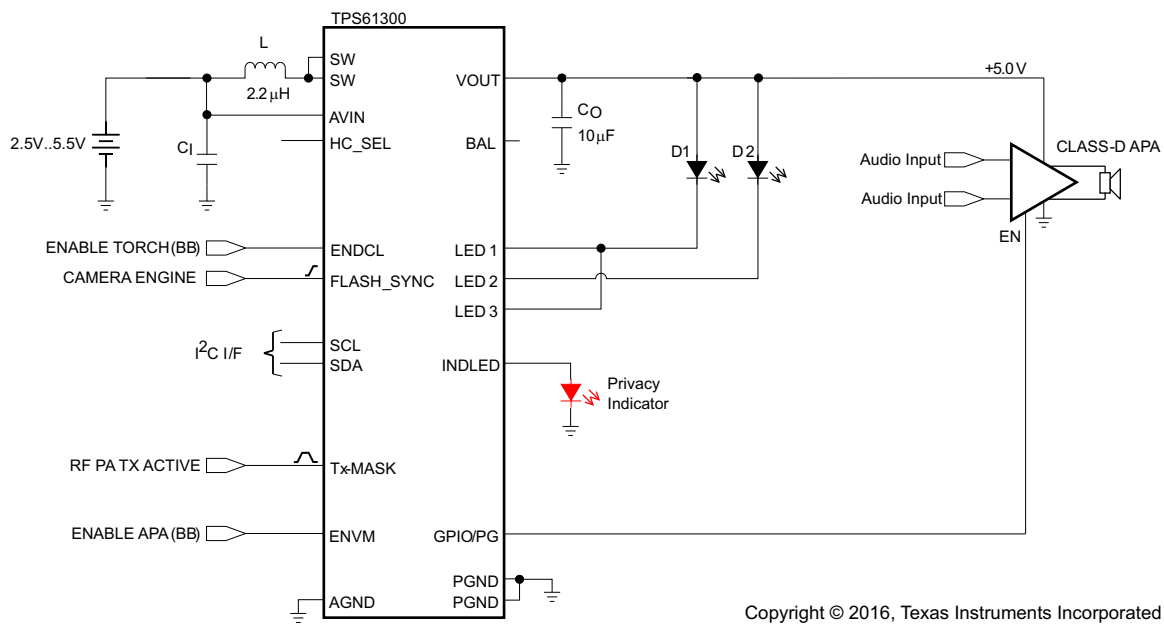 TPS61300
L
2.2 μH
2.5V..5.5V
CI
SW
SW
AVIN
HC_SEL
ENABLE TORCH (BB)
ENDCL
CAMERA ENGINE
FLASH_SYNC
I2C I/F
SCL
SDA
RF PA TX ACTIVE
Tx-MASK
ENABLE APA (BB)
ENVM
AGND
VOUT
BAL
LED 1
LED 2
LED 3
INDLED
GPIO/PG
PGND
PGND
CO
10μF
D1
D2
+5.0 V
Privacy
Indicator
Audio Input
Audio Input
CLASS-D APA
EN
Copyright © 2016, Texas Instruments Incorporated